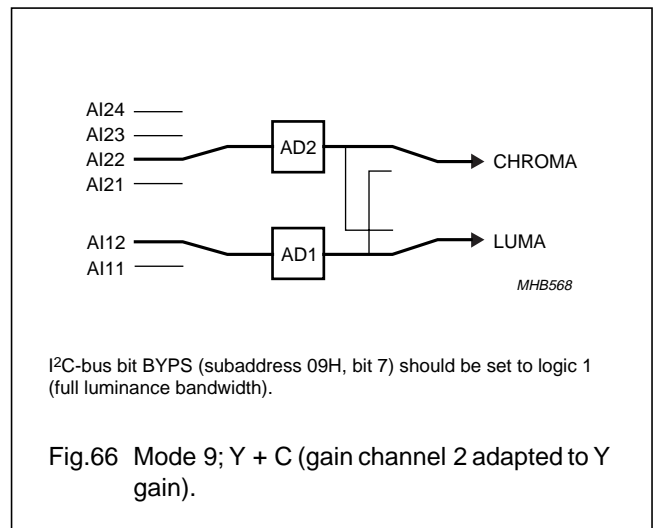 AI24
AI23
AI22
AI21
AD2
CHROMA
AI12
AI11
AD1
LUMA
MHB568
I²C-bus bit BYPS (subaddress 09H, bit 7) should be set to logic 1
(full luminance bandwidth).
Fig.66 Mode 9; Y + C (gain channel 2 adapted to Y
gain).